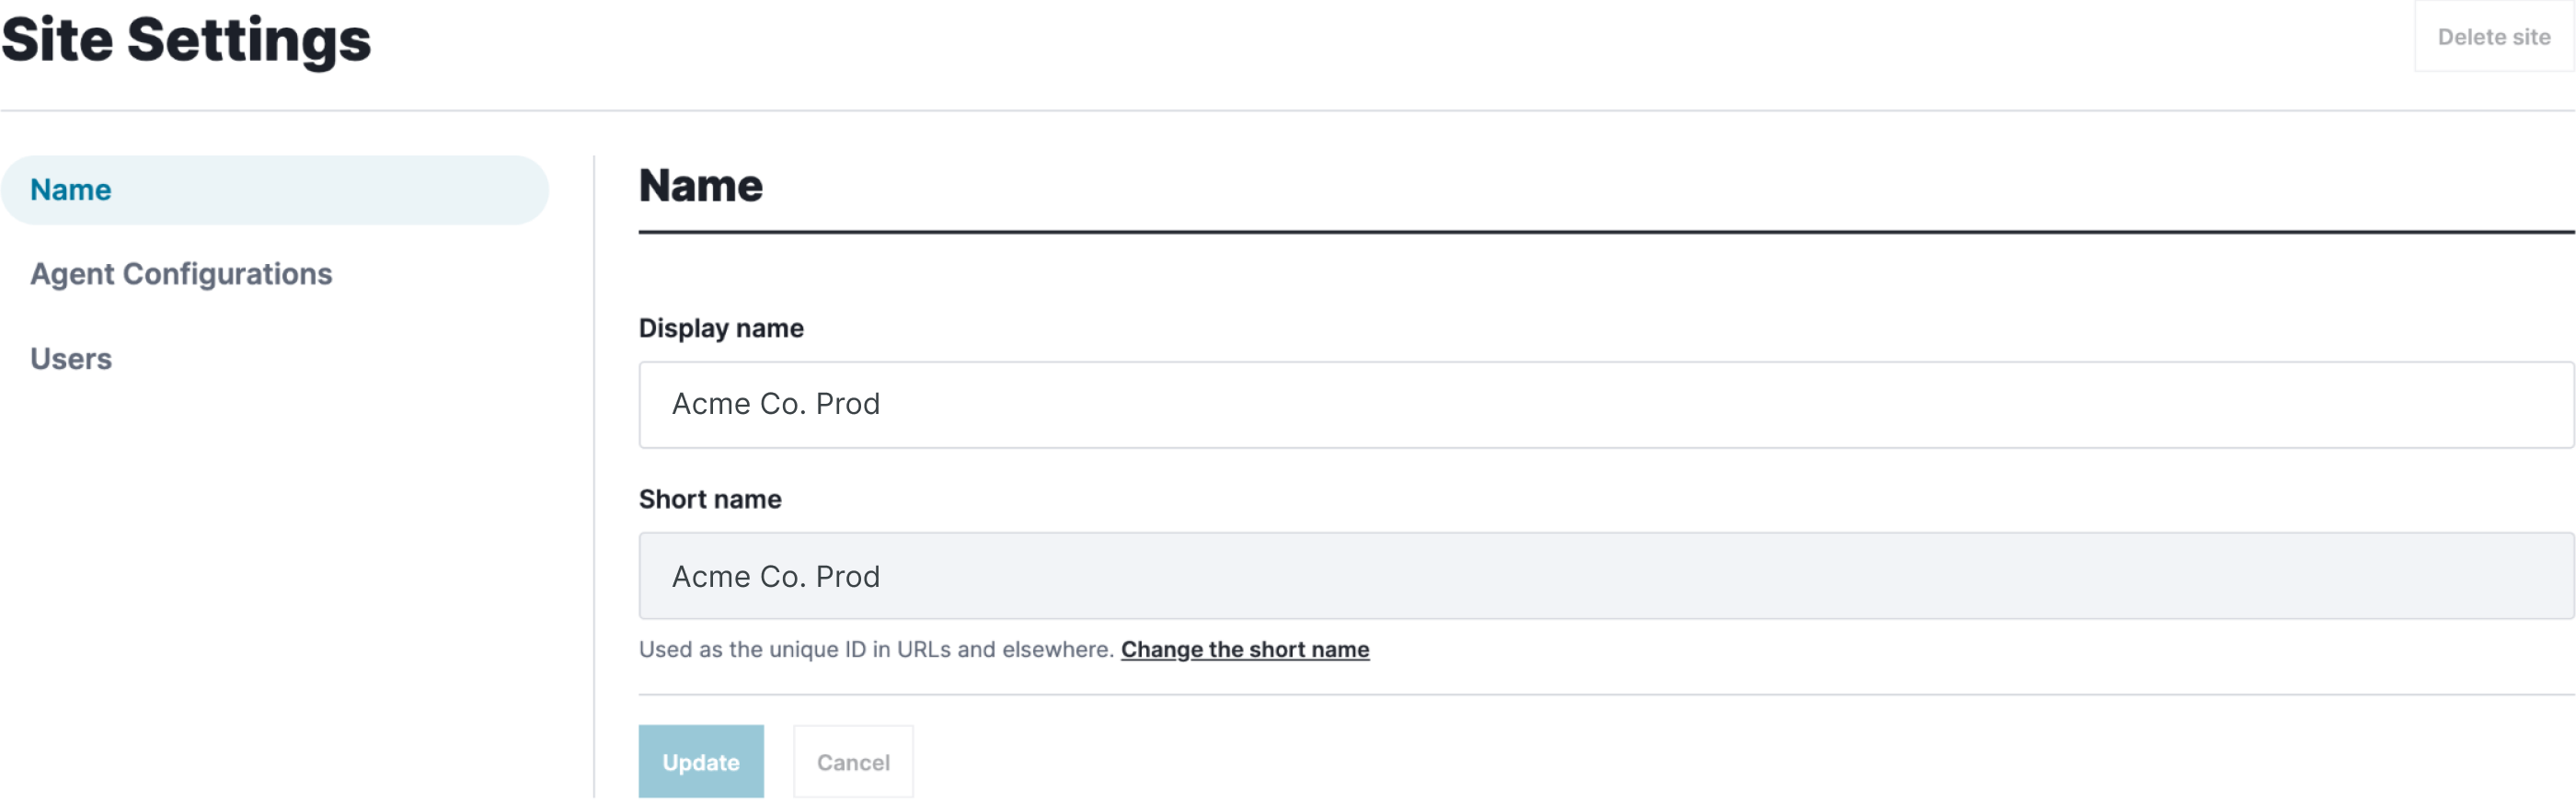 Site Settings
Delete site
Name
Agent Configurations
Users
Name
Display name
Acme Co. Prod
Short name
Acme Co. Prod
Used as the unique ID in URLs and elsewhere. Change the short name
Update
Cancel